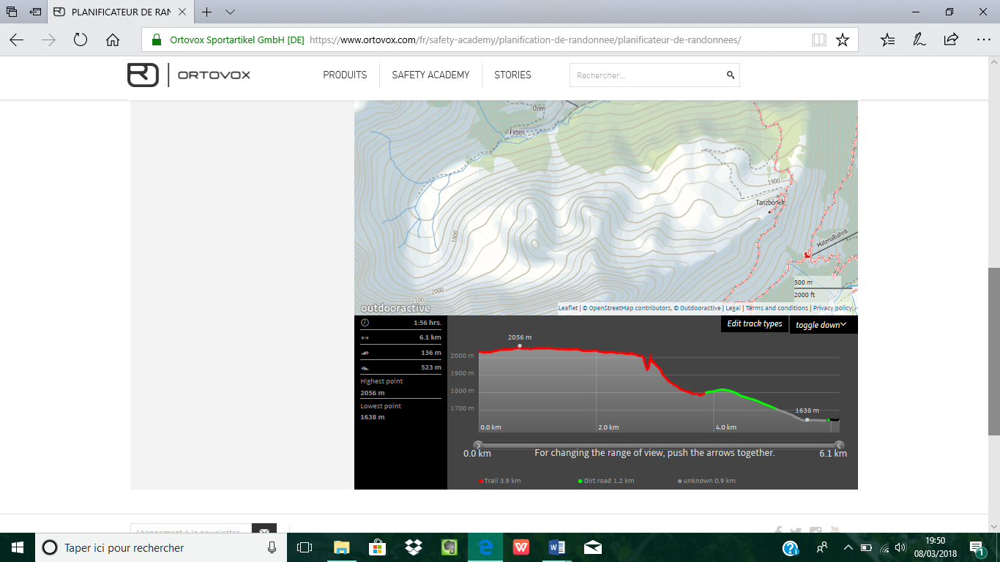 PLANIFICATEUR DE RAN
Ortovox Sportartikel GmbH [DE] https://www.ortovox.com/fr/safety-academy/planification-de-randonnee/planificateur-de-randonnees/
ORTOVOX
PRODUITS
SAFETY ACADEMY
STORIES
Rechercher...
Ozen
Firten
1900
Tanzbödeli
Materialbähnli
1800
2000
2100
500 m
2000 ft
outdooractive
Leaflet | © OpenStreetMap contributors, © Outdooractive | Legal | Terms and conditions | Privacy policy
1:56 hrs.
6.1 km
136 m
523 m
Highest point
2056 m
Lowest point
1638 m
Edit track types
toggle down
2056 m
2000 m
1900 m
1800 m
1700 m
1638 m
0.0 km
2.0 km
4.0 km
0.0 km
For changing the range of view, push the arrows together.
6.1 km
Trail 3.9 km
Dirt road 1.2 km
unknown 0.9 km
Abonnement à la newsletter
You
Taper ici pour rechercher
19:50
08/03/2018
1